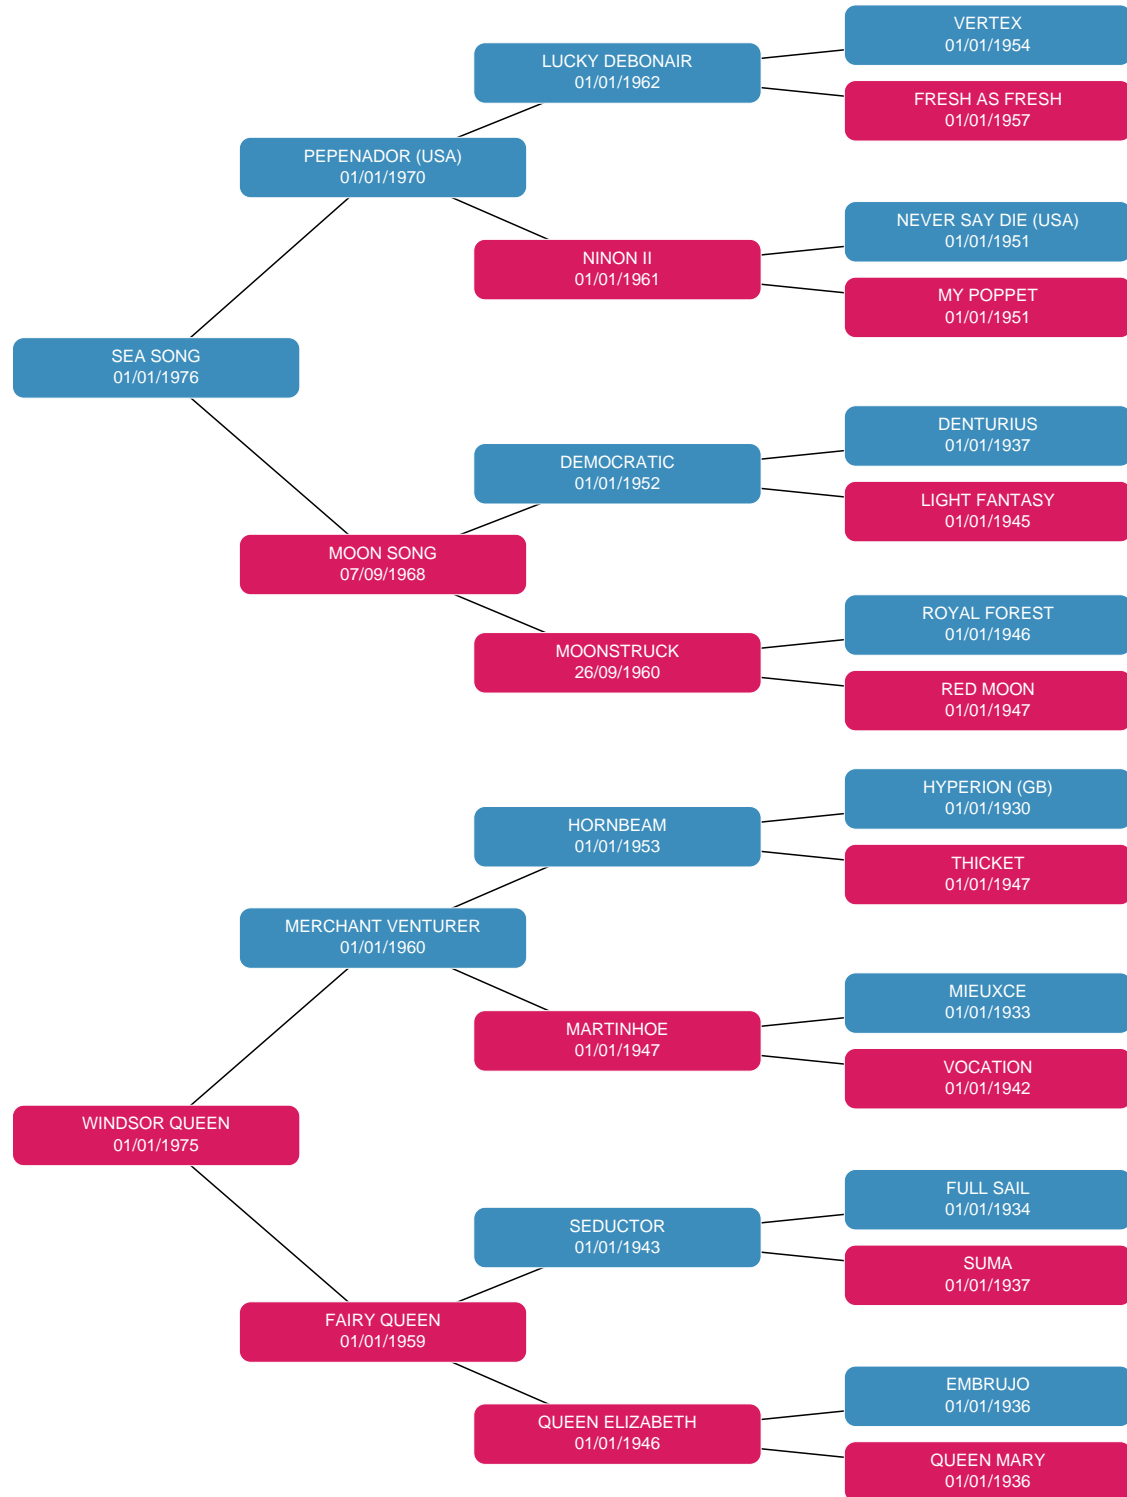 VERTEX
01/01/1954
LUCKY DEBONAIR
01/01/1962
FRESH AS FRESH
01/01/1957
PEPENADOR (USA)
01/01/1970
NEVER SAY DIE (USA)
01/01/1951
NINON II
01/01/1961
MY POPPET
01/01/1951
SEA SONG
01/01/1976
DENTURIUS
01/01/1937
DEMOCRATIC
01/01/1952
LIGHT FANTASY
01/01/1945
MOON SONG
07/09/1968
ROYAL FOREST
01/01/1946
MOONSTRUCK
26/09/1960
RED MOON
01/01/1947
HYPERION (GB)
01/01/1930
HORNBEAM
01/01/1953
THICKET
01/01/1947
MERCHANT VENTURER
01/01/1960
MIEUXCE
01/01/1933
MARTINHOE
01/01/1947
VOCATION
01/01/1942
WINDSOR QUEEN
01/01/1975
FULL SAIL
01/01/1934
SEDUCTOR
01/01/1943
SUMA
01/01/1937
FAIRY QUEEN
01/01/1959
EMBRUJO
01/01/1936
QUEEN ELIZABETH
01/01/1946
QUEEN MARY
01/01/1936